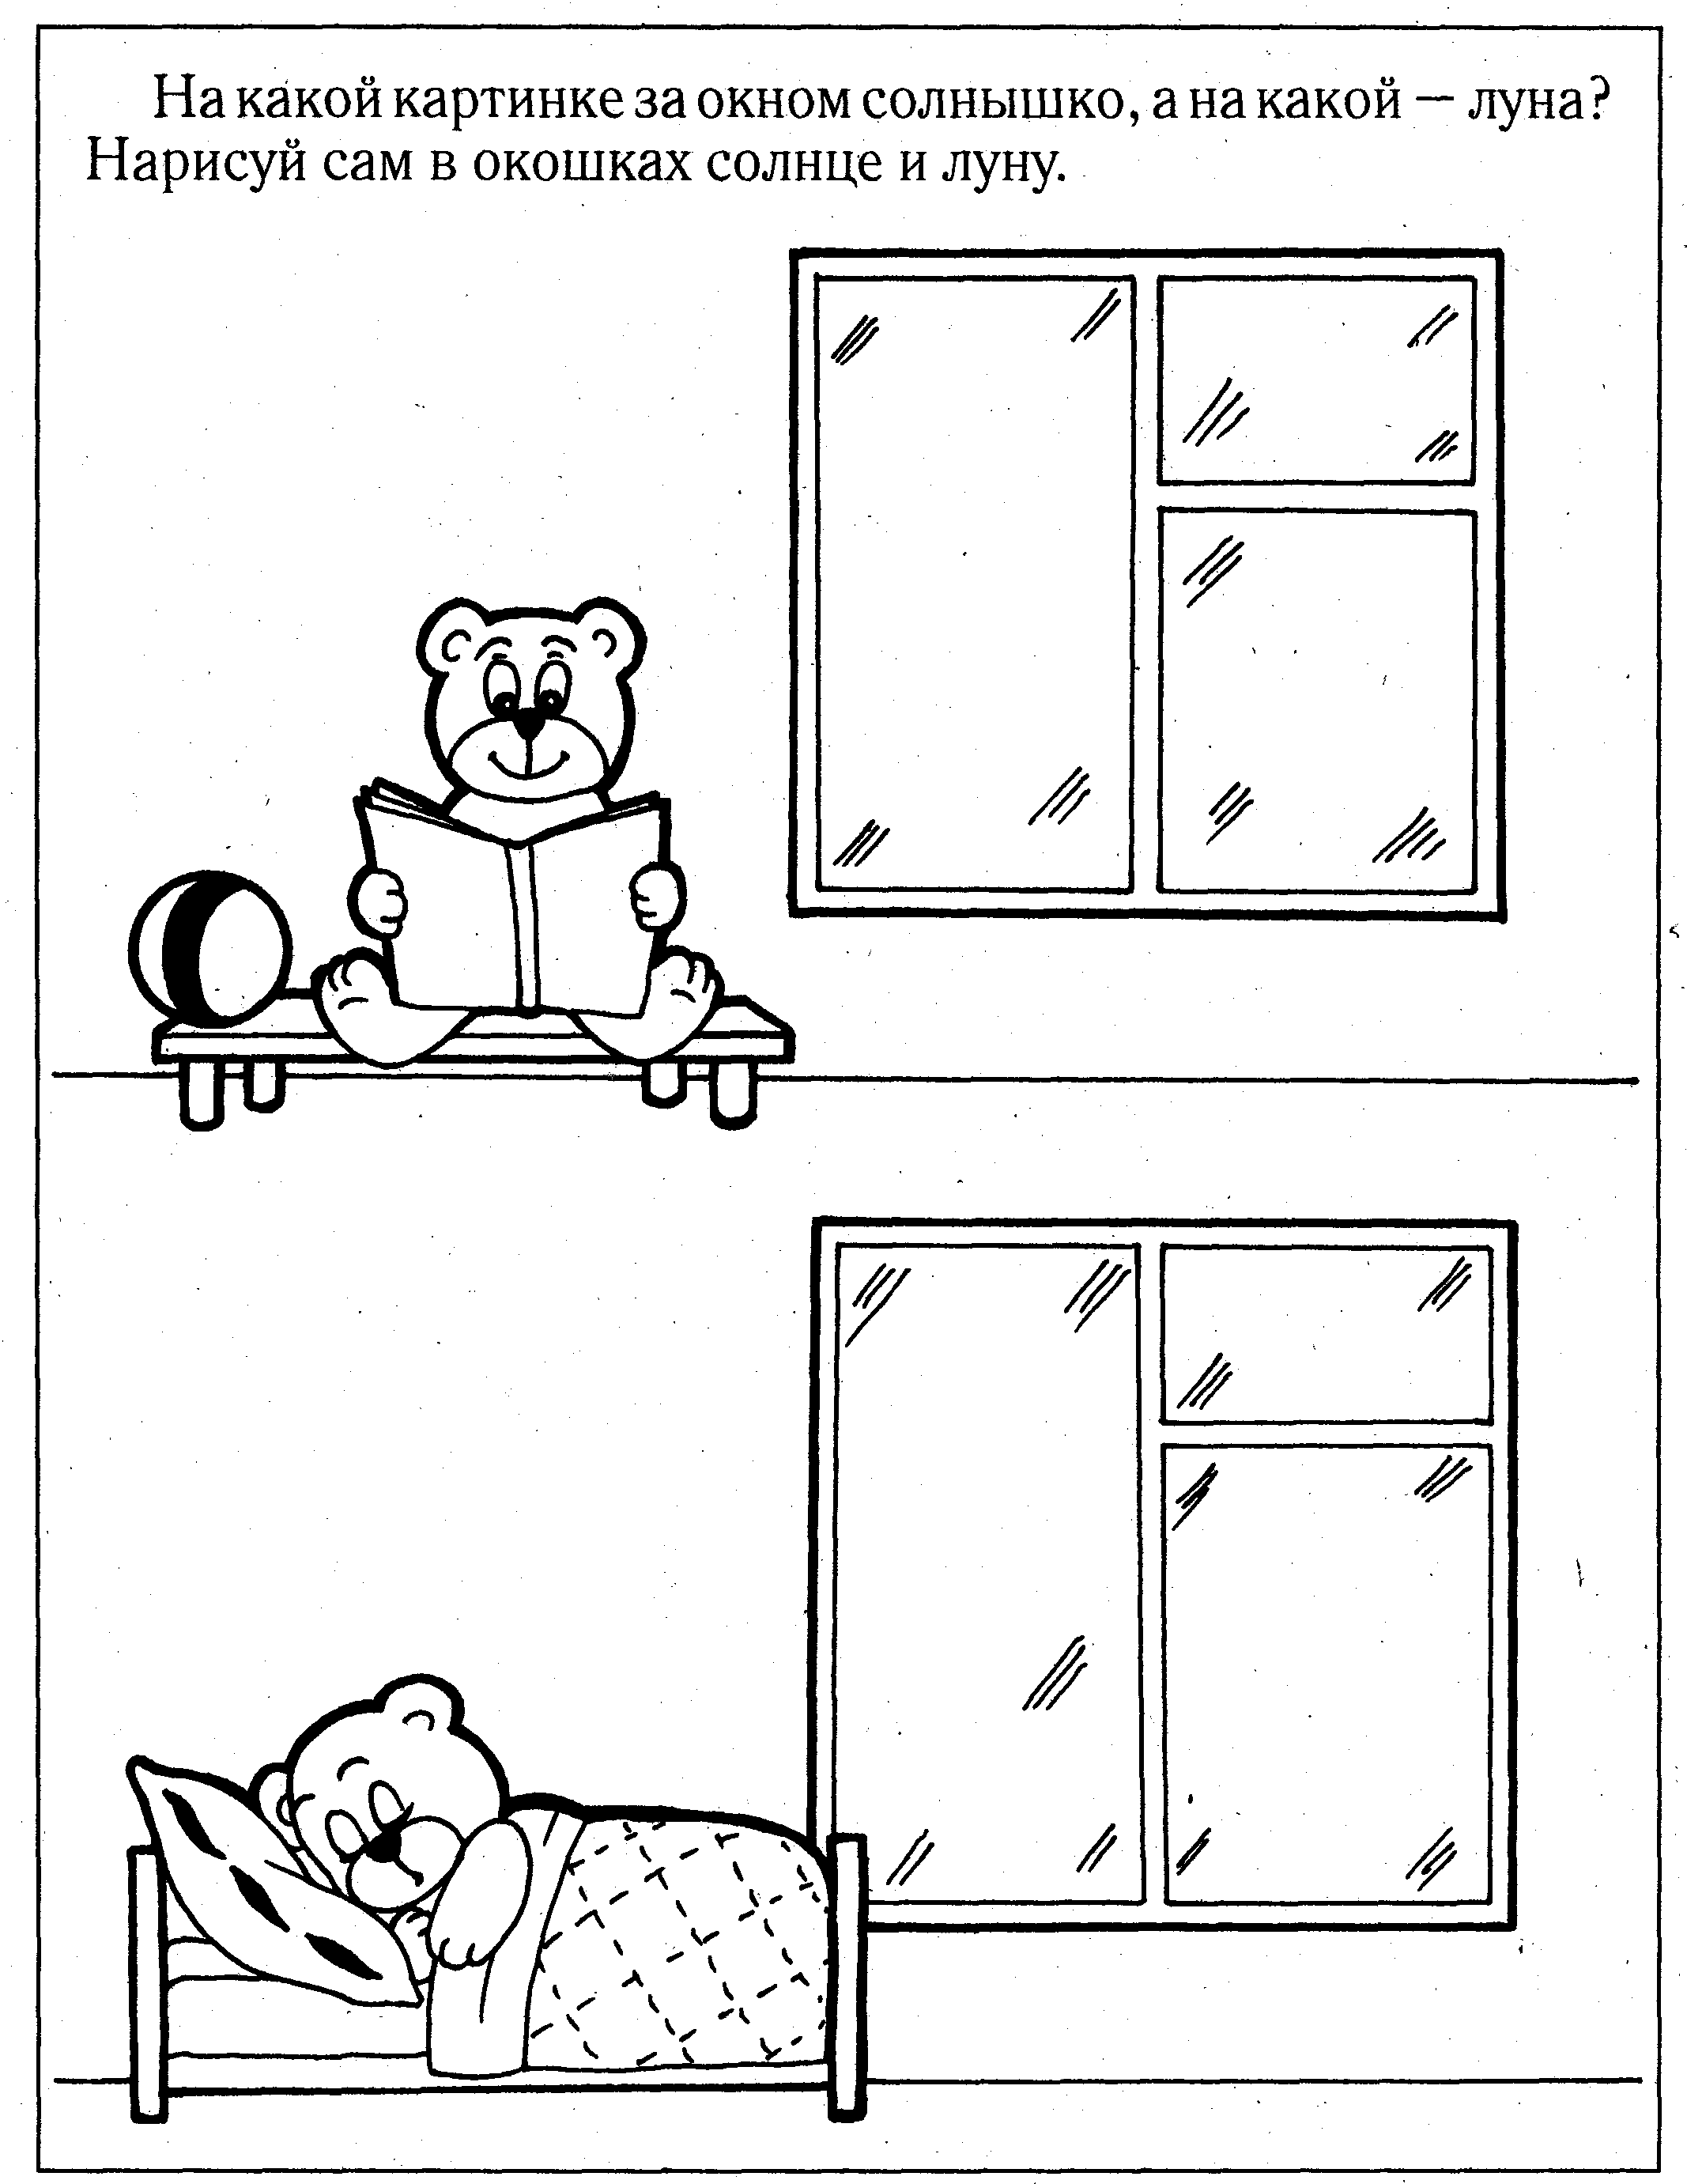 На какой картинке за окном солнышко, а на какой — луна?
Нарисуй сам в окошках солнце и луну.